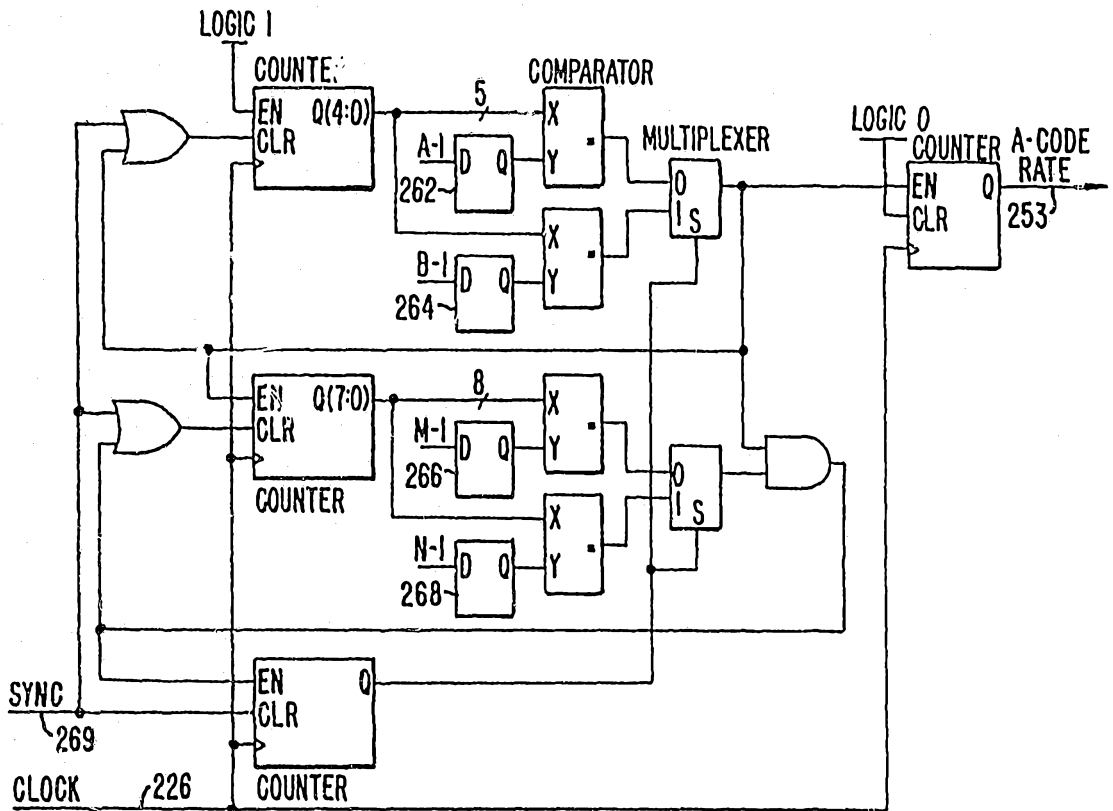 LOGIC 1
COUNTE
COMPARATOR
EN Q(4:0)
CLR
5
X
Y
=
A-1
D Q
262
MULTIPLEXER
0
1 S
LOGIC 0
COUNTER
A-CODE
RATE
EN Q
CLR
253
X
Y
=
B-1
D Q
264
EN Q(7:0)
CLR
COUNTER
8
X
Y
=
M-1
D Q
266
0
1 S
X
Y
=
N-1
D Q
268
EN Q
CLR
COUNTER
SYNC
269
CLOCK
226